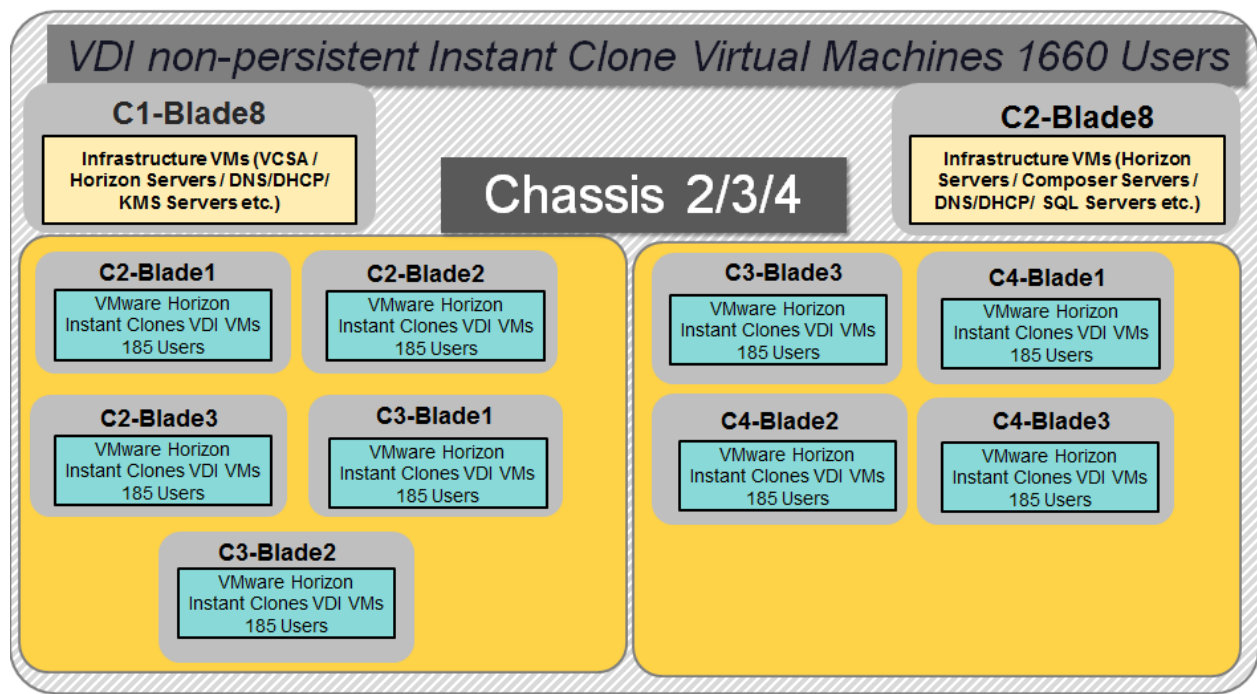 VDI non-persistent Instant Clone Virtual Machines 1660 Users
C1-Blade8
Infrastructure VMs (VCSA /
Horizon Servers / DNS/DHCP/
KMS Servers etc.)
Chassis 2/3/4
C2-Blade8
Infrastructure VMs (Horizon
Servers / Composer Servers /
DNS/DHCP/ SQL Servers etc.)
C2-Blade1
VMware Horizon
Instant Clones VDI VMs
185 Users
C2-Blade2
VMware Horizon
Instant Clones VDI VMs
185 Users
C2-Blade3
VMware Horizon
Instant Clones VDI VMs
185 Users
C3-Blade1
VMware Horizon
Instant Clones VDI VMs
185 Users
C3-Blade2
VMware Horizon
Instant Clones VDI VMs
185 Users
C3-Blade3
VMware Horizon
Instant Clones VDI VMs
185 Users
C4-Blade1
VMware Horizon
Instant Clones VDI VMs
185 Users
C4-Blade2
VMware Horizon
Instant Clones VDI VMs
185 Users
C4-Blade3
VMware Horizon
Instant Clones VDI VMs
185 Users